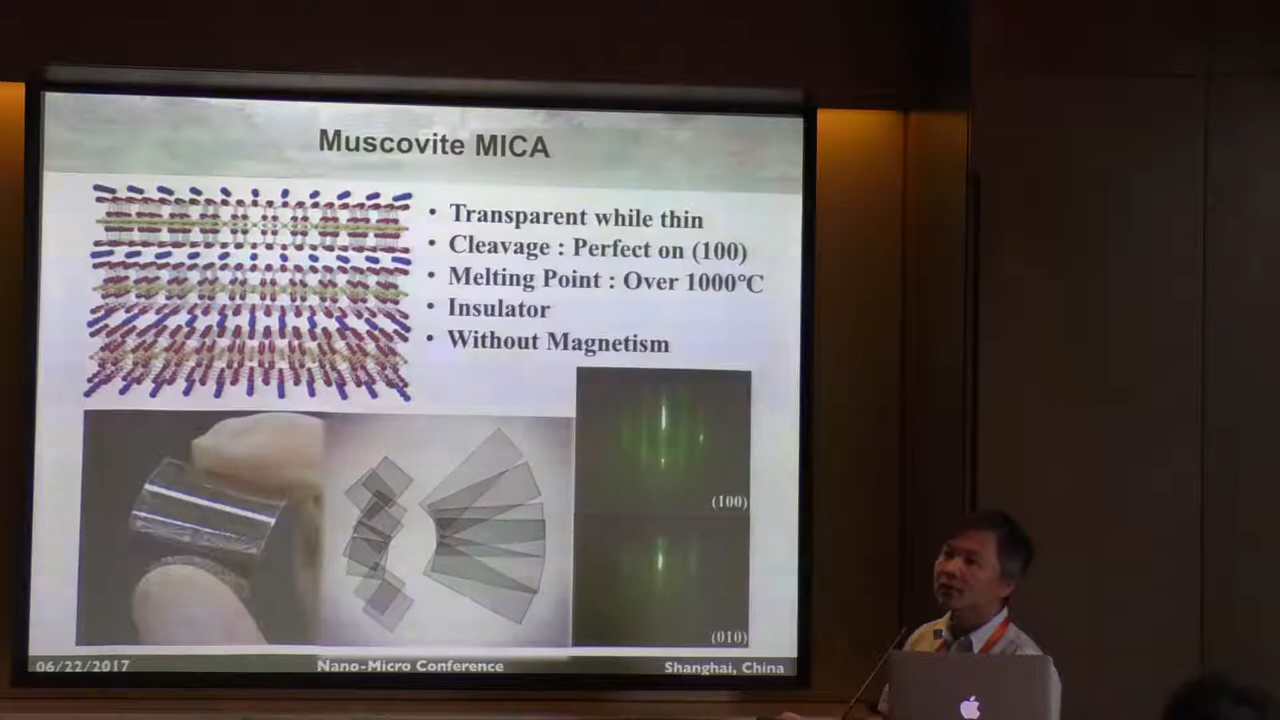 Muscovite MICA
• Transparent while thin
• Cleavage : Perfect on (100)
• Melting Point : Over 1000°C
• Insulator
• Without Magnetism
(100)
(010)
06/22/2017 Nano-Micro Conference Shanghai, China